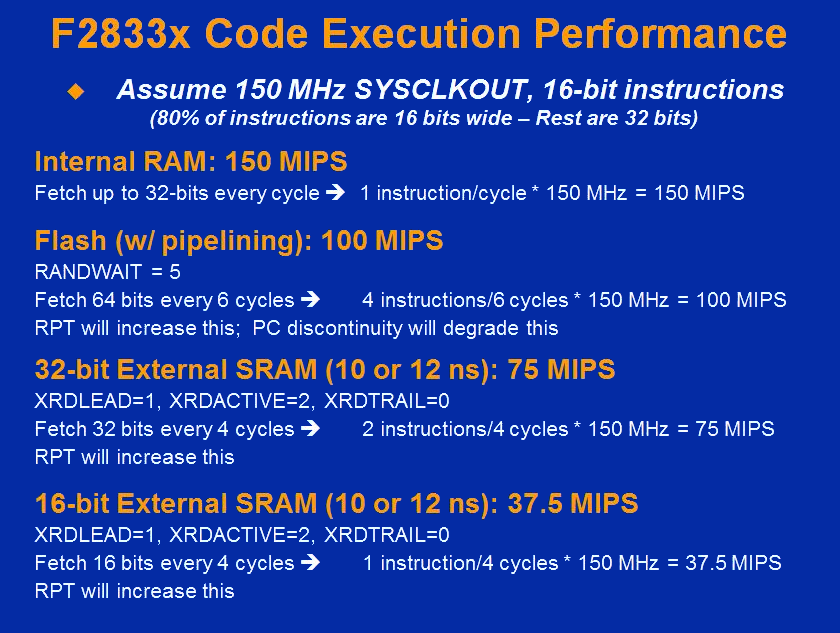 F2833x Code Execution Performance
◆ Assume 150 MHz SYSCLKOUT, 16-bit instructions
(80% of instructions are 16 bits wide – Rest are 32 bits)
Internal RAM: 150 MIPS
Fetch up to 32-bits every cycle ➔ 1 instruction/cycle * 150 MHz = 150 MIPS
Flash (w/ pipelining): 100 MIPS
RANDWAIT = 5
Fetch 64 bits every 6 cycles ➔ 4 instructions/6 cycles * 150 MHz = 100 MIPS
RPT will increase this; PC discontinuity will degrade this
32-bit External SRAM (10 or 12 ns): 75 MIPS
XRDLEAD=1, XRDACTIVE=2, XRDTRAIL=0
Fetch 32 bits every 4 cycles ➔ 2 instructions/4 cycles * 150 MHz = 75 MIPS
RPT will increase this
16-bit External SRAM (10 or 12 ns): 37.5 MIPS
XRDLEAD=1, XRDACTIVE=2, XRDTRAIL=0
Fetch 16 bits every 4 cycles ➔ 1 instruction/4 cycles * 150 MHz = 37.5 MIPS
RPT will increase this